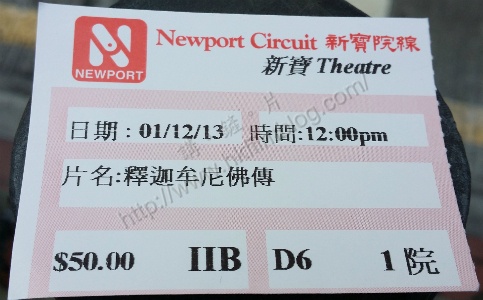 NEWPORT
Newport Circuit 新寶院線
新寶 Theatre
日期 : 01/12/13 時間:12:00pm
片名:釋迦牟尼佛傳
$50.00 IIB D6 1 院